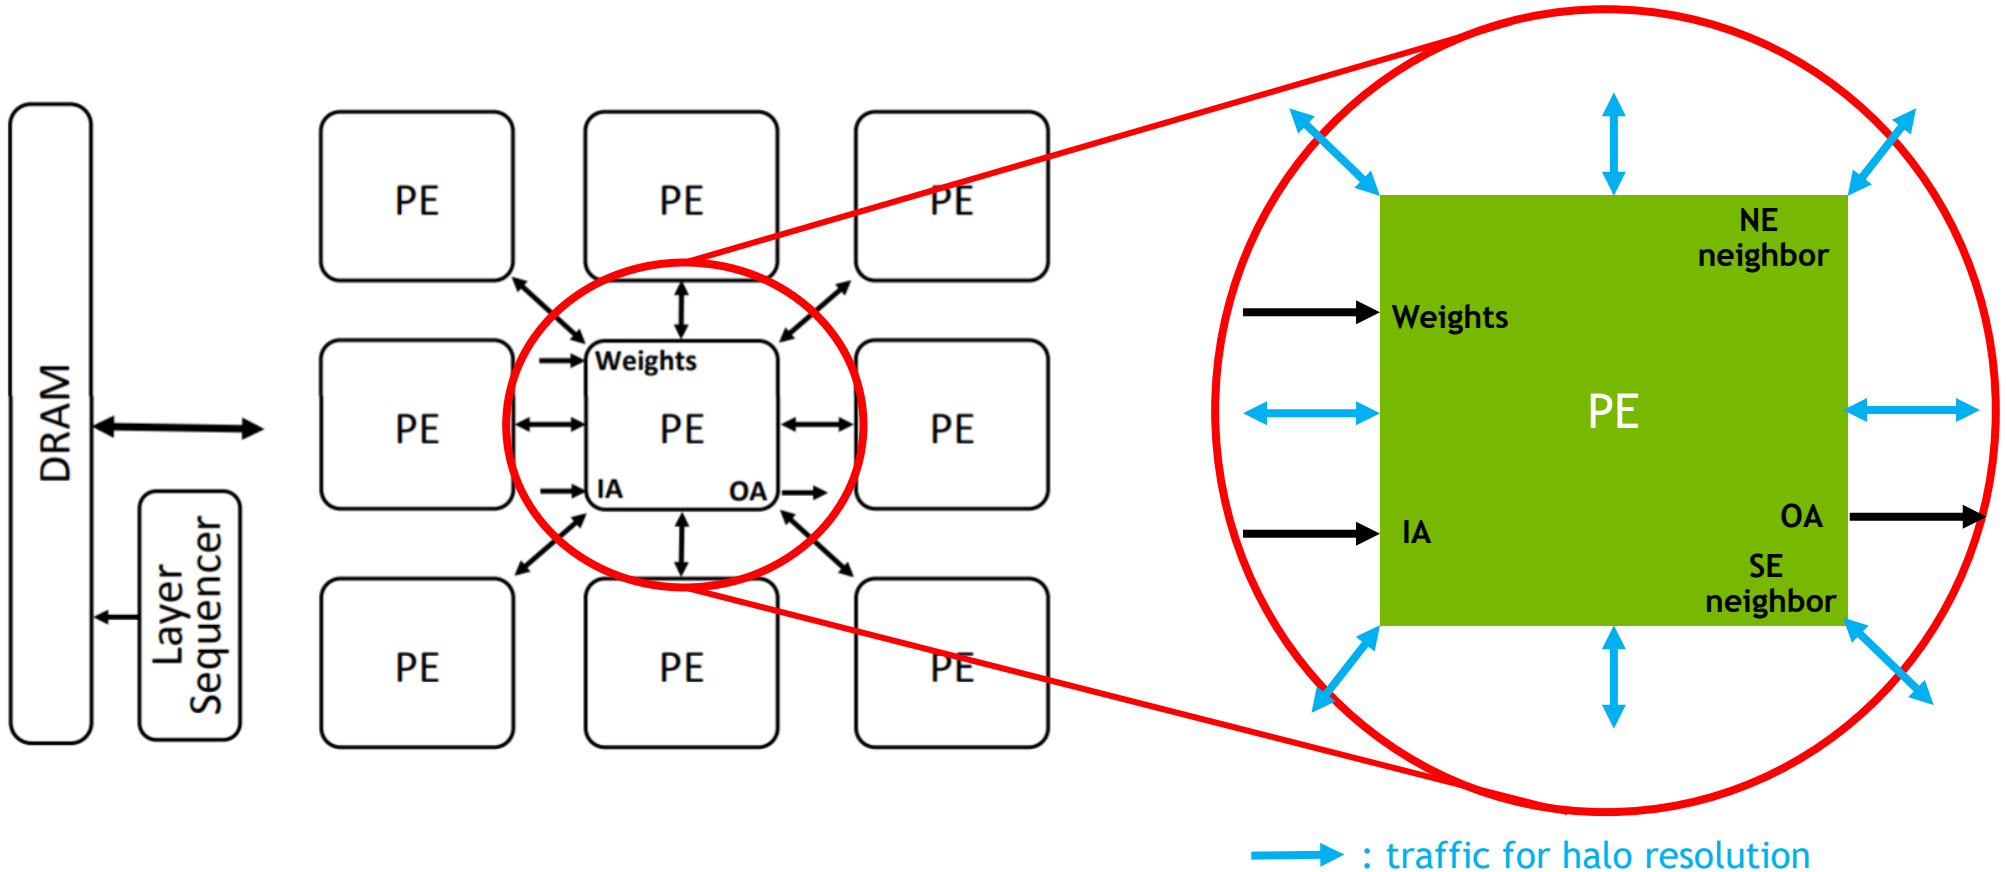 DRAM
Layer
Sequencer
PE
PE
PE
PE
Weights
PE
IA
OA
PE
PE
PE
PE
NE
neighbor
Weights
PE
IA
OA
SE
neighbor
: traffic for halo resolution